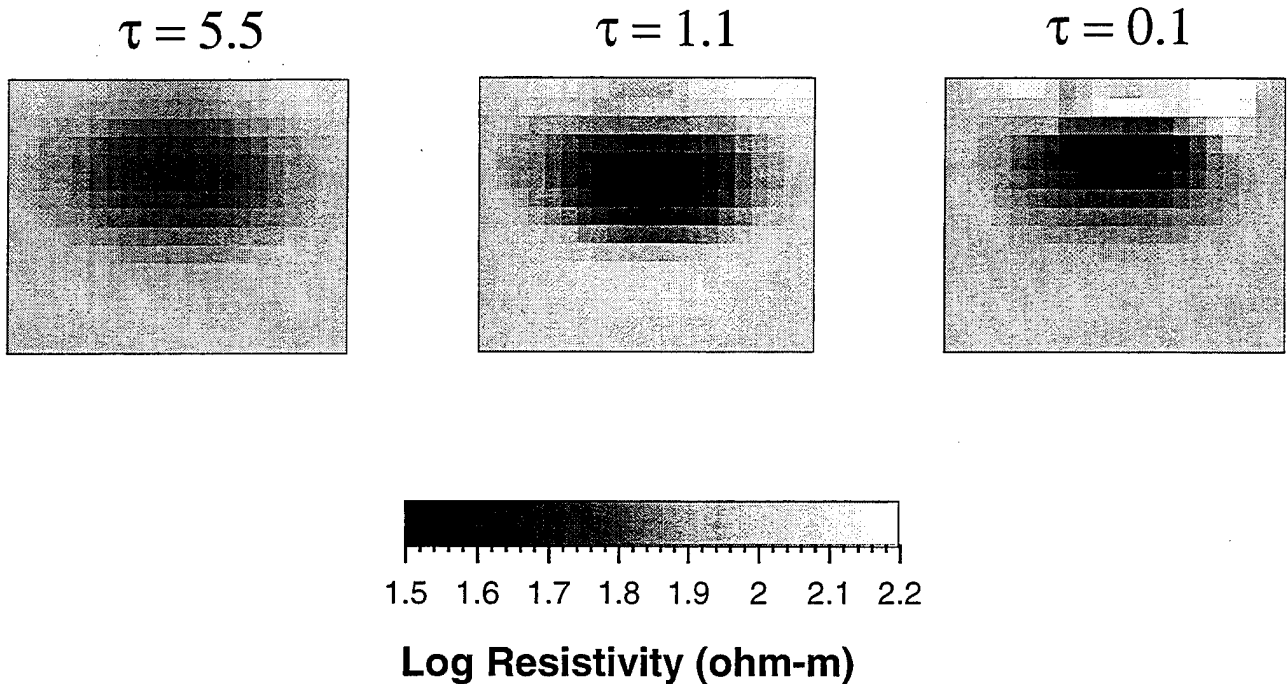 τ = 5.5 τ = 1.1 τ = 0.1
1.5 1.6 1.7 1.8 1.9 2 2.1 2.2
Log Resistivity (ohm-m)